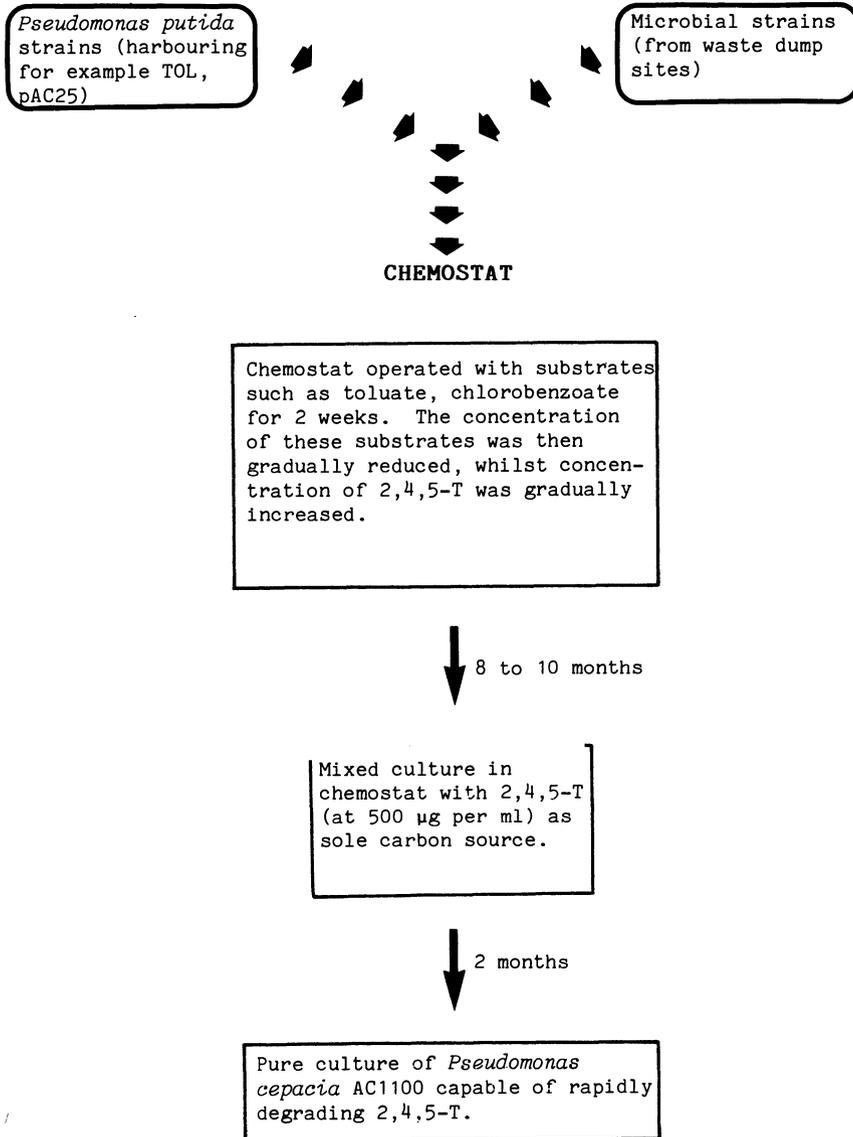 Pseudomonas putida
strains (harbouring
for example TOL,
pAC25)
Microbial strains
(from waste dump
sites)
CHEMOSTAT
Chemostat operated with substrates
such as toluate, chlorobenzoate
for 2 weeks. The concentration
of these substrates was then
gradually reduced, whilst concen-
tration of 2,4,5-T was gradually
increased.
8 to 10 months
Mixed culture in
chemostat with 2,4,5-T
(at 500 µg per ml) as
sole carbon source.
2 months
Pure culture of Pseudomonas
cepacia AC1100 capable of rapidly
degrading 2,4,5-T.